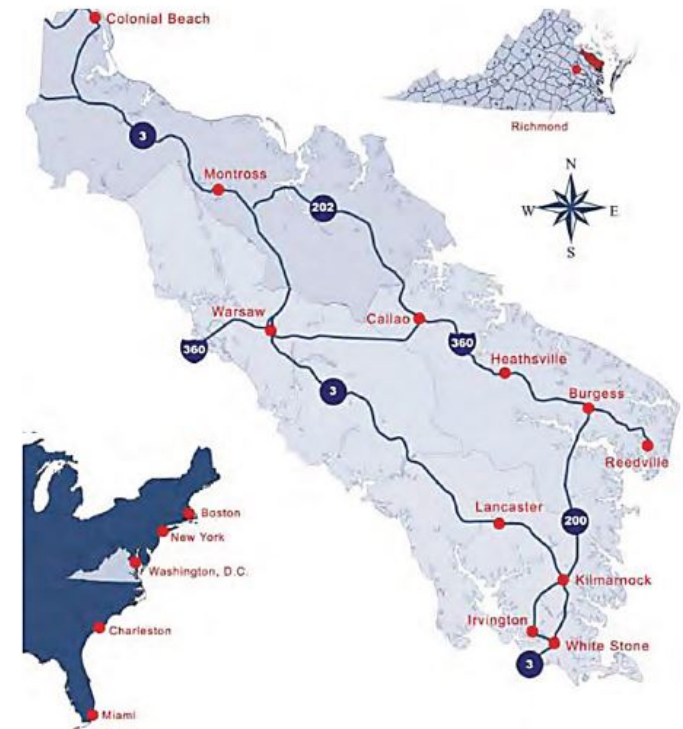 Colonial Beach
Richmond
3
Montross
N
W
E
S
202
Warsaw
Callao
360
360
Heathsville
3
Burgess
Reedville
Lancaster
200
Boston
New York
Washington, D.C.
Kilmarnock
Irvington
Charleston
White Stone
3
Miami